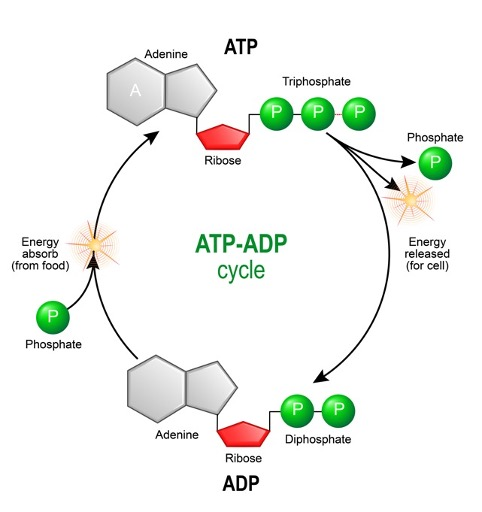 ATP
Adenine
A
Triphosphate
P P P
Ribose
Phosphate
P
ATP-ADP
cycle
Energy
absorb
(from food)
Energy
released
(for cell)
P
Phosphate
P P
Adenine
Diphosphate
Ribose
ADP